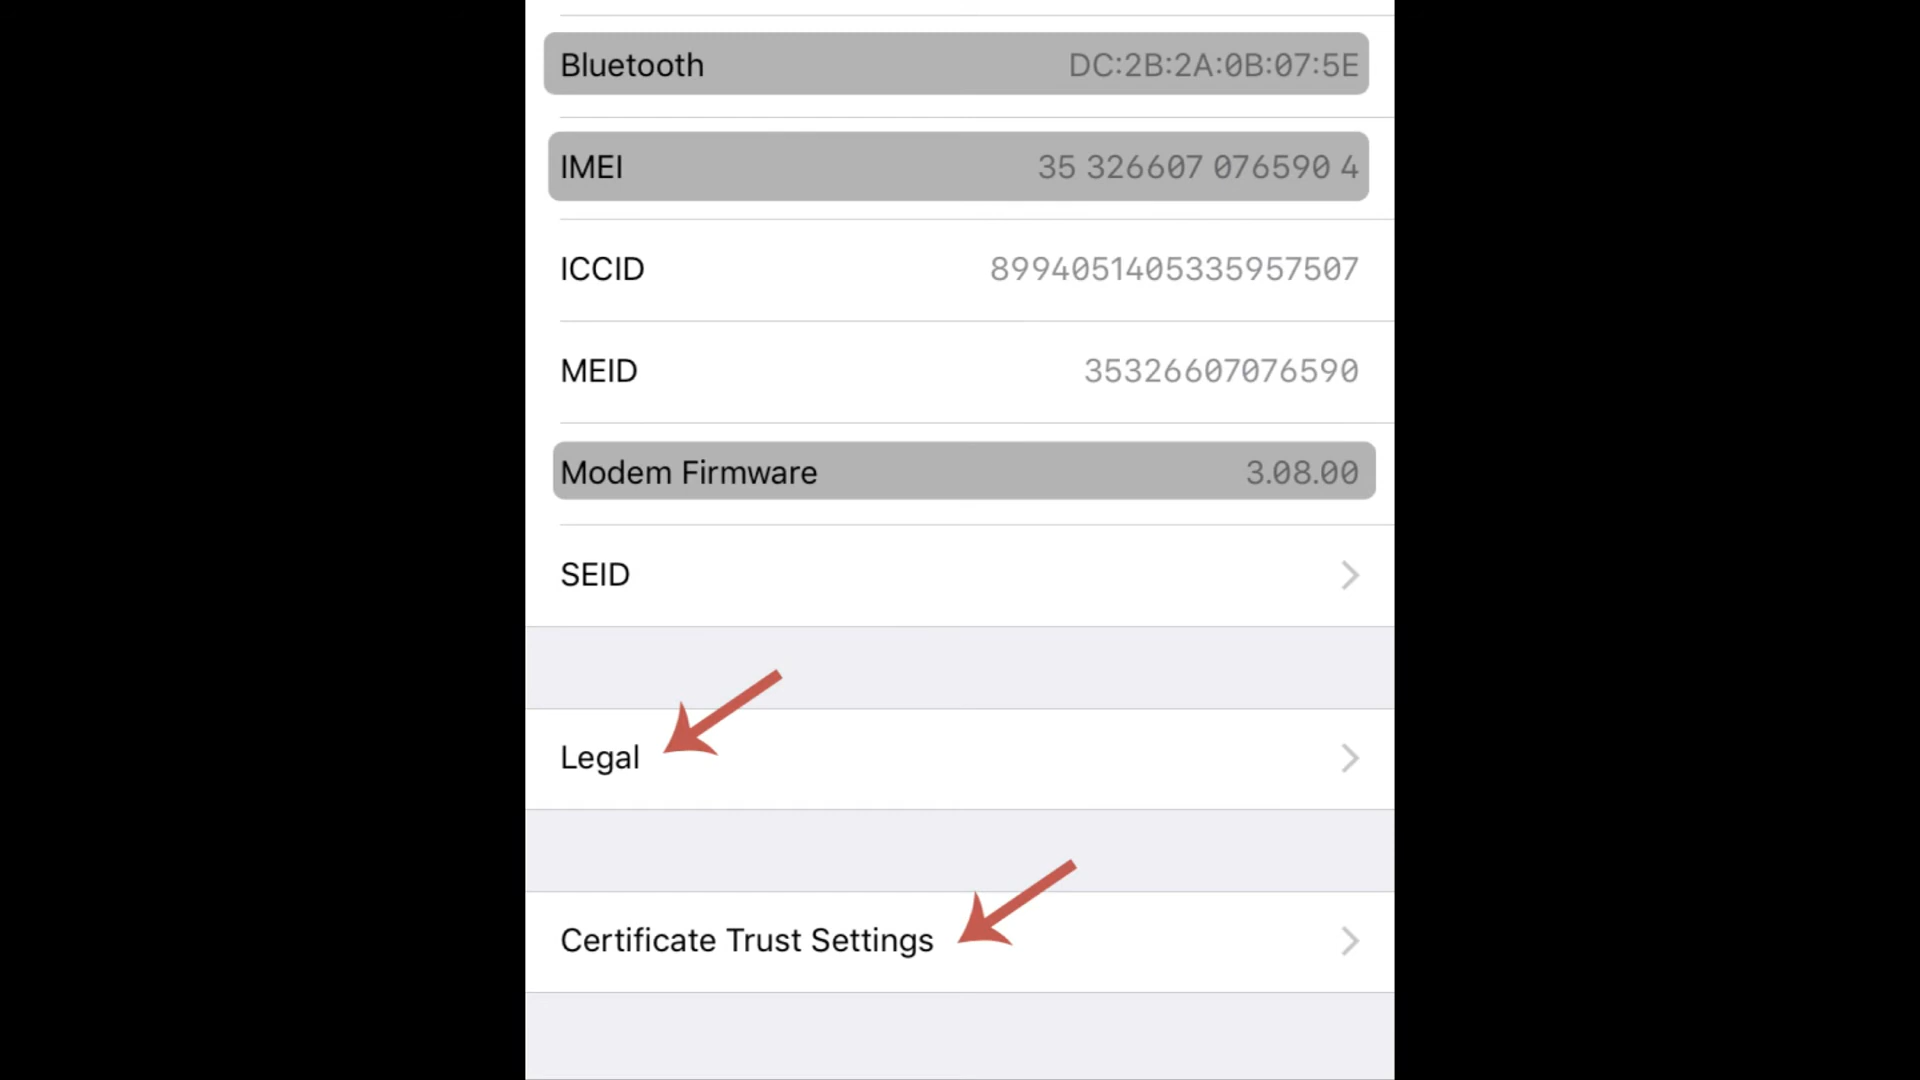 Bluetooth DC:2B:2A:0B:07:5E
IMEI 35 326607 076590 4
ICCID 8994051405335957507
MEID 35326607076590
Modem Firmware 3.08.00
SEID
Legal
Certificate Trust Settings